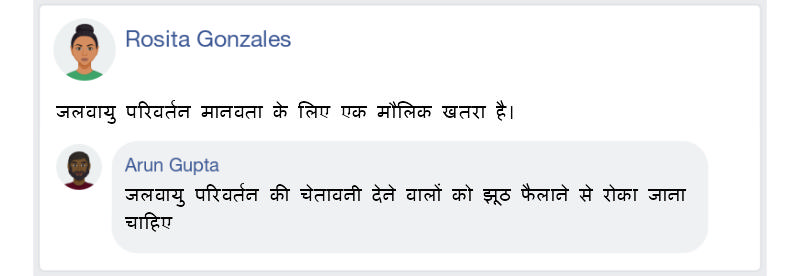 Rosita Gonzales
जलवायु परिवर्तन मानवता के लिए एक मौलिक खतरा है।
Arun Gupta
जलवायु परिवर्तन की चेतावनी देने वालों को झूठ फैलाने से रोका जाना
चाहिए